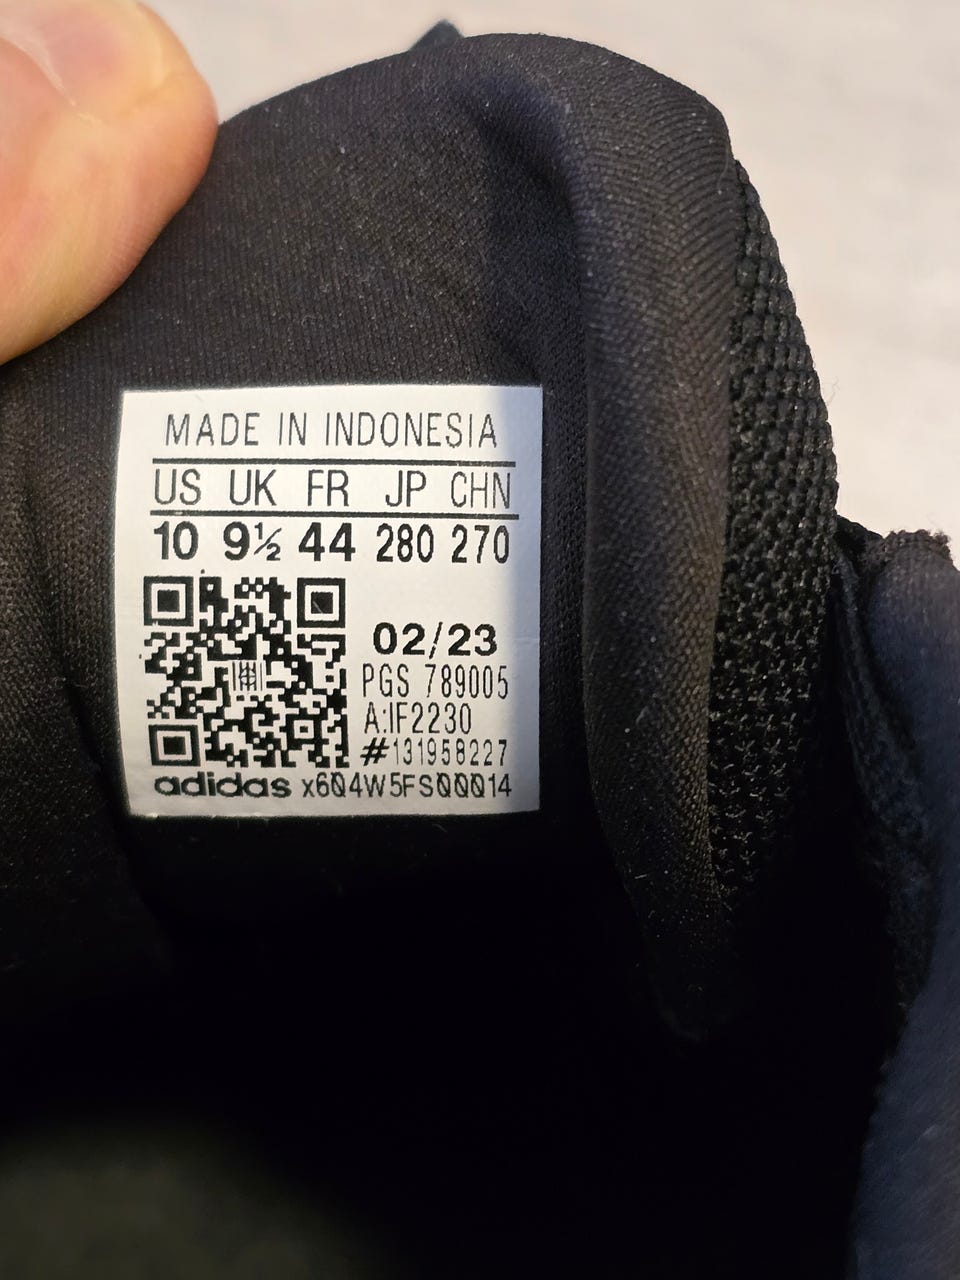 MADE IN INDONESIA
US UK FR JP CHN
10 9½ 44 280 270
02/23
PGS 789005
A:IF2230
#131958227
adidas x604W5FS00014